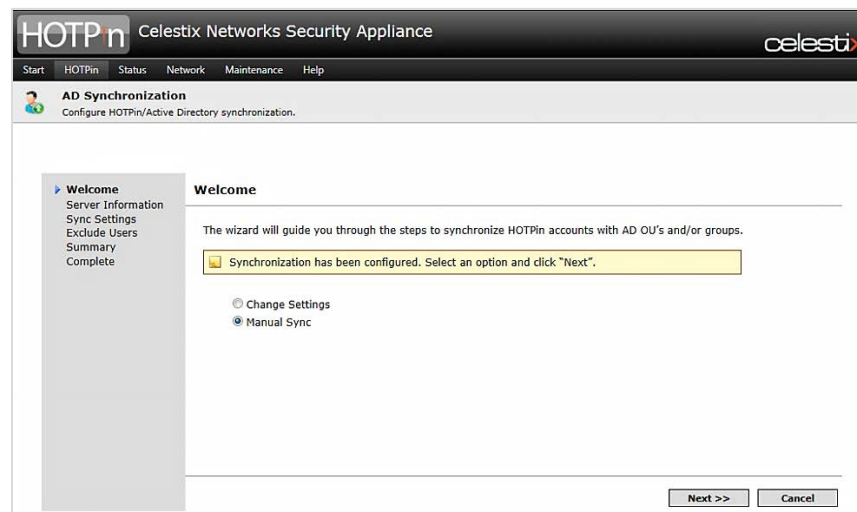 HOTPin Celestix Networks Security Appliance
celestix
Start HOTPin Status Network Maintenance Help
AD Synchronization
Configure HOTPin/Active Directory synchronization.
Welcome
Server Information
Sync Settings
Exclude Users
Summary
Complete
Welcome
The wizard will guide you through the steps to synchronize HOTPin accounts with AD OU's and/or groups.
Synchronization has been configured. Select an option and click “Next”.
Change Settings
Manual Sync
Next >> Cancel